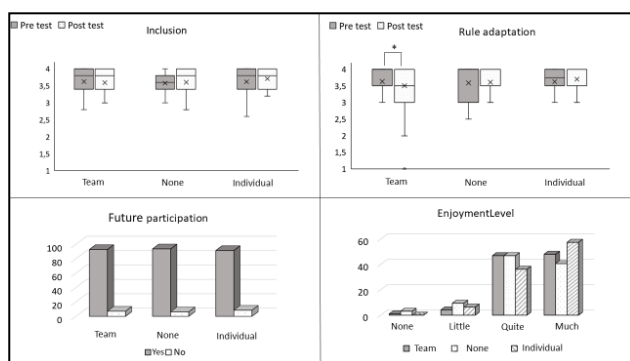 Pre test Post test
Inclusion
4
3,5
3
2,5
2
1,5
1
Team None Individual
Pre test Post test
Rule adaptation
*
4
3,5
3
2,5
2
1,5
1
Team None Individual
Future participation
100
80
60
40
20
0
Team None Individual
Yes No
EnjoymentLevel
60
40
20
0
None Little Quite Much
Team None Individual